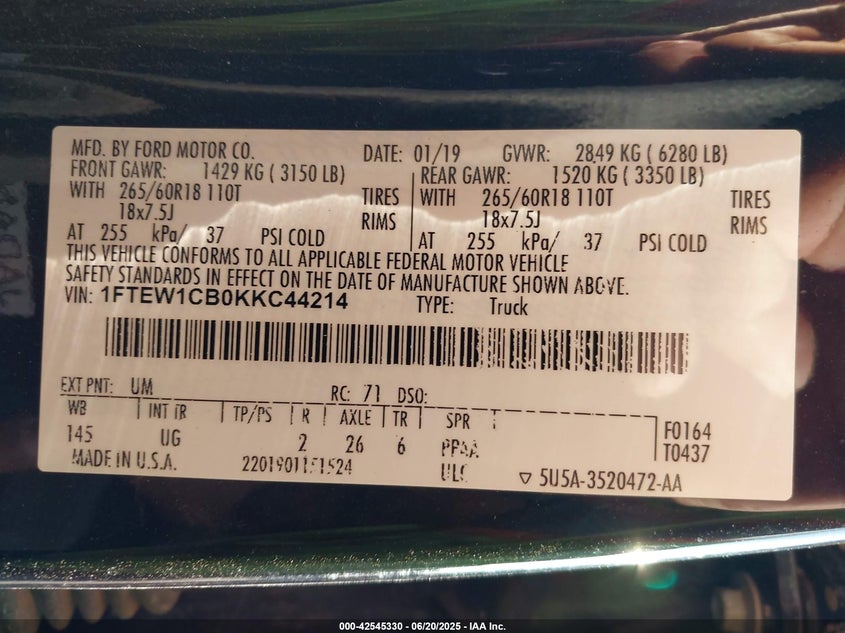 MFD. BY FORD MOTOR CO. DATE: 01/19 GVWR: 2849 KG ( 6280 LB)
FRONT GAWR: 1429 KG ( 3150 LB) REAR GAWR: 1520 KG ( 3350 LB)
WITH 265/60R18 110T TIRES WITH 265/60R18 110T TIRES
18x7.5J RIMS 18x7.5J RIMS
AT 255 kPa/ 37 PSI COLD AT 255 kPa/ 37 PSI COLD
THIS VEHICLE CONFORMS TO ALL APPLICABLE FEDERAL MOTOR VEHICLE
SAFETY STANDARDS IN EFFECT ON THE DATE OF MANUFACTURE SHOWN ABOVE.
VIN: 1FTEW1CB0KKC44214 TYPE: Truck
EXT PNT: UM RC: 71 DSO:
WB INT TR TP/PS R AXLE TR SPR
145 UG 2 26 6
F0164
T0437
MADE IN U.S.A. ▽ 5U5A-3520472-AA
000-42545330 - 06/20/2025 - IAA Inc.